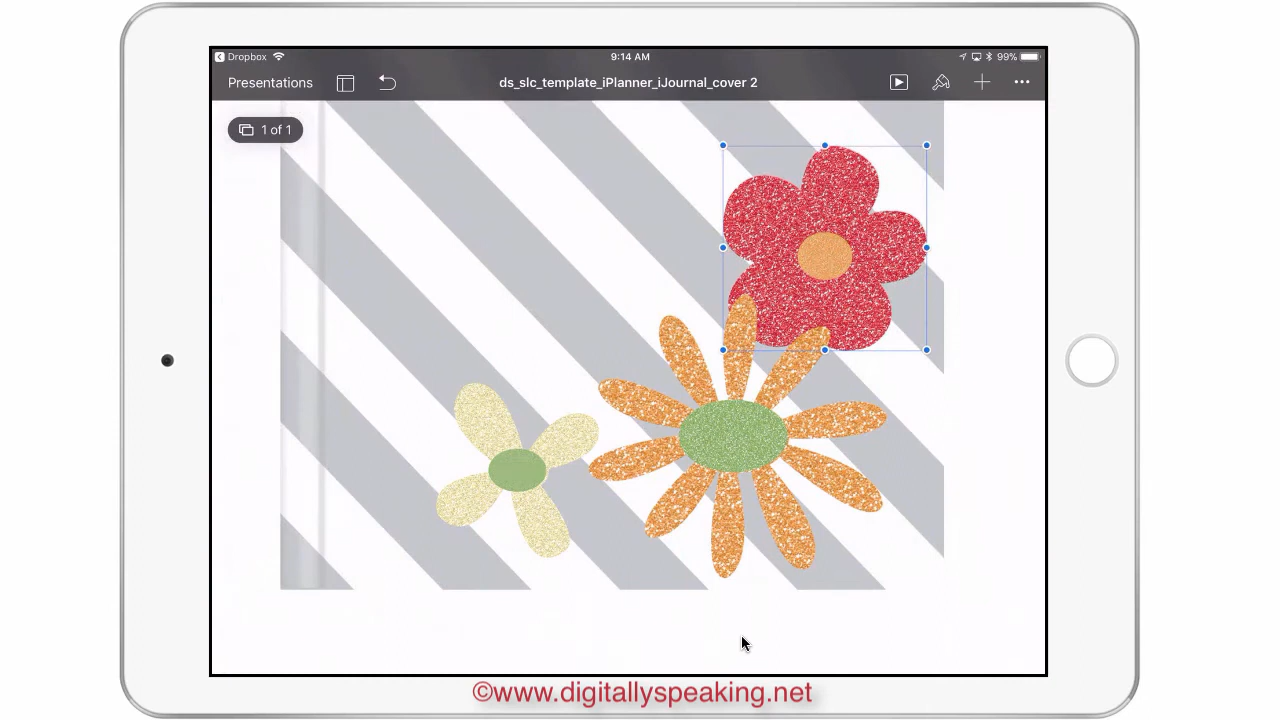 Dropbox
9:14 AM
99%
Presentations
ds_slc_template_iPlanner_iJournal_cover 2
1 of 1
©www.digitallyspeaking.net